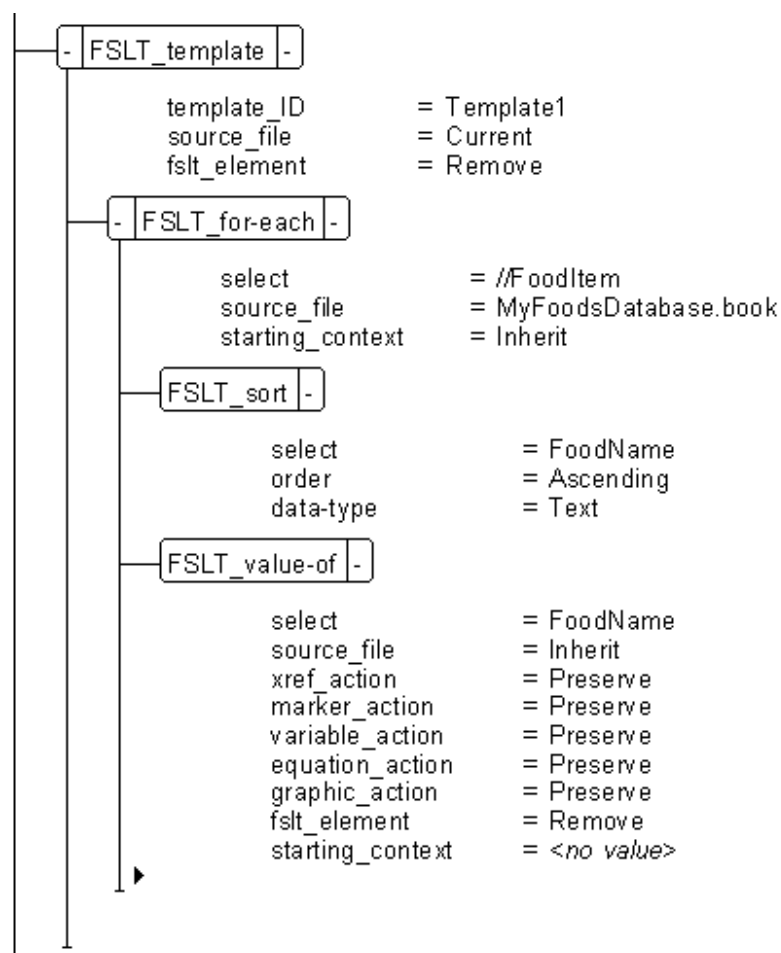 - FSLT_template -
template_ID = Template1
source_file = Current
fslt_element = Remove
- FSLT_for-each -
select = //FoodItem
source_file = MyFoodsDatabase.book
starting_context = Inherit
FSLT_sort -
select = FoodName
order = Ascending
data-type = Text
FSLT_value-of -
select = FoodName
source_file = Inherit
xref_action = Preserve
marker_action = Preserve
variable_action = Preserve
equation_action = Preserve
graphic_action = Preserve
fslt_element = Remove
starting_context = <no value>